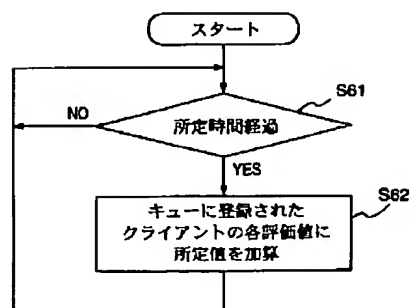 スタート
S61
NO
所定時間経過
YES
S62
キューに登録された
クライアントの各評価値に
所定値を加算